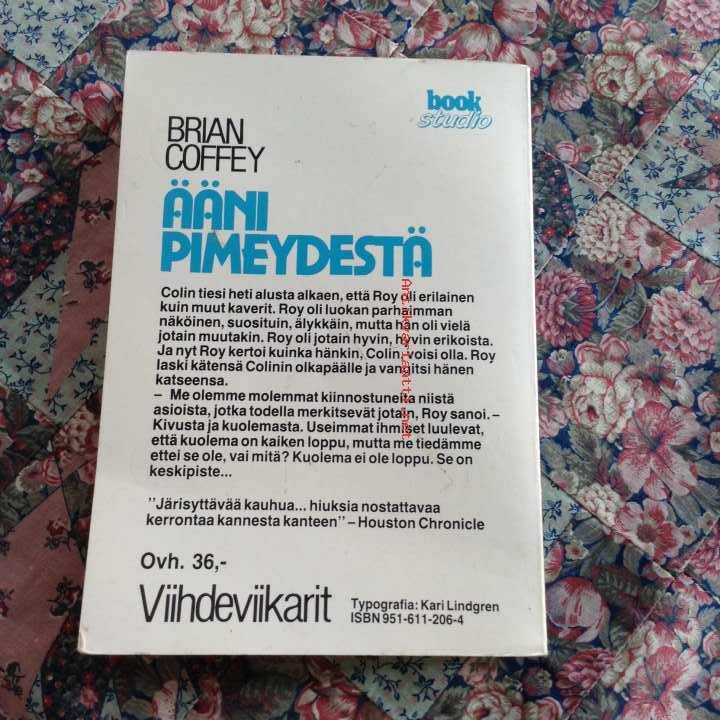 book
studio
BRIAN
COFFEY
ÄÄNI
PIMEYDESTÄ
Colin tiesi heti alusta alkaen, että Roy oli erilainen
kuin muut kaverit. Roy oli luokan parhaimman
näköinen, suosituin, älykkäin, mutta hän oli vielä
jotain muutakin. Roy oli jotain hyvin, hyvin erikoista.
Ja nyt Roy kertoi kuinka hänkin, Colin, voisi olla. Roy
laski kätensä Colinin olkapäälle ja vangitsi hänen
katseensa.
– Me olemme molemmat kiinnostuneita niistä
asioista, jotka todella merkitsevät jotain, Roy sanoi. –
Kivusta ja kuolemasta. Useimmat ihmiset luulevat,
että kuolema on kaiken loppu, mutta me tiedämme
ettei se ole, vai mitä? Kuolema ei ole loppu. Se on
keskipiste...
''Järisyttävää kauhua... hiuksia nostattavaa
kerrontaa kannesta kanteen'' – Houston Chronicle
Ovh. 36,-
Viihdeviikarit
Typografia: Kari Lindgren
ISBN 951-611-206-4